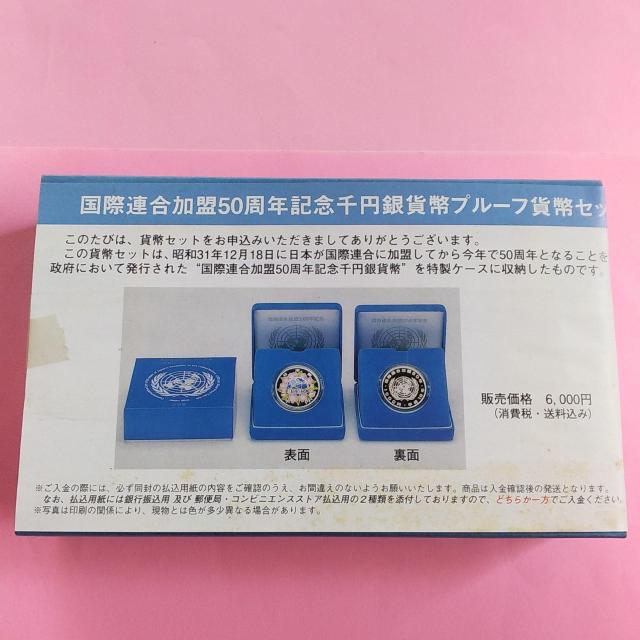 国際連合加盟50周年記念千円銀貨幣プルーフ貨幣セッ
このたびは、貨幣セットをお申込みいただきましてありがとうございます。
この貨幣セットは、昭和31年12月18日に日本が国際連合に加盟してから今年で50周年となることを
政府において発行された“国際連合加盟50周年記念千円銀貨幣”を特製ケースに収納したものです。
表面
裏面
販売価格 6,000円
(消費税・送料込み)
※ご入金の際には、必ず同封の払込用紙の内容をご確認のうえ、お間違えのないようお願いいたします。商品は入金確認後の発送となります。
なお、払込用紙には銀行振込用 及び 郵便局・コンビニエンスストア払込用の2種類を添付しておりますので、どちらか一方でご入金ください。
※写真は印刷の関係により、現物とは色が多少異なる場合があります。